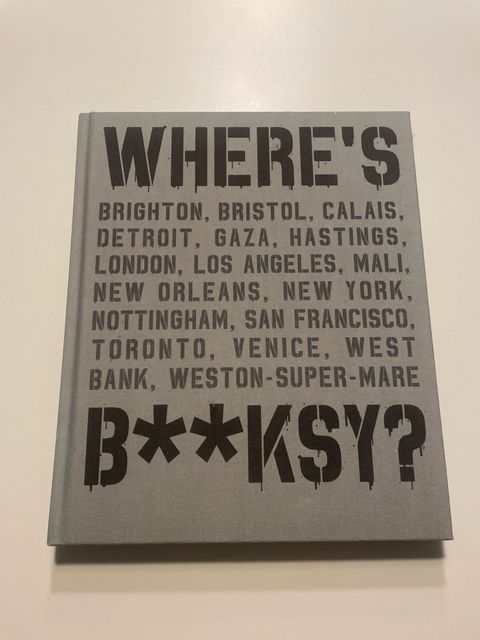 WHERE'S
BRIGHTON, BRISTOL, CALAIS,
DETROIT, GAZA, HASTINGS,
LONDON, LOS ANGELES, MALI,
NEW ORLEANS, NEW YORK,
NOTTINGHAM, SAN FRANCISCO,
TORONTO, VENICE, WEST
BANK, WESTON-SUPER-MARE
B**KSY?